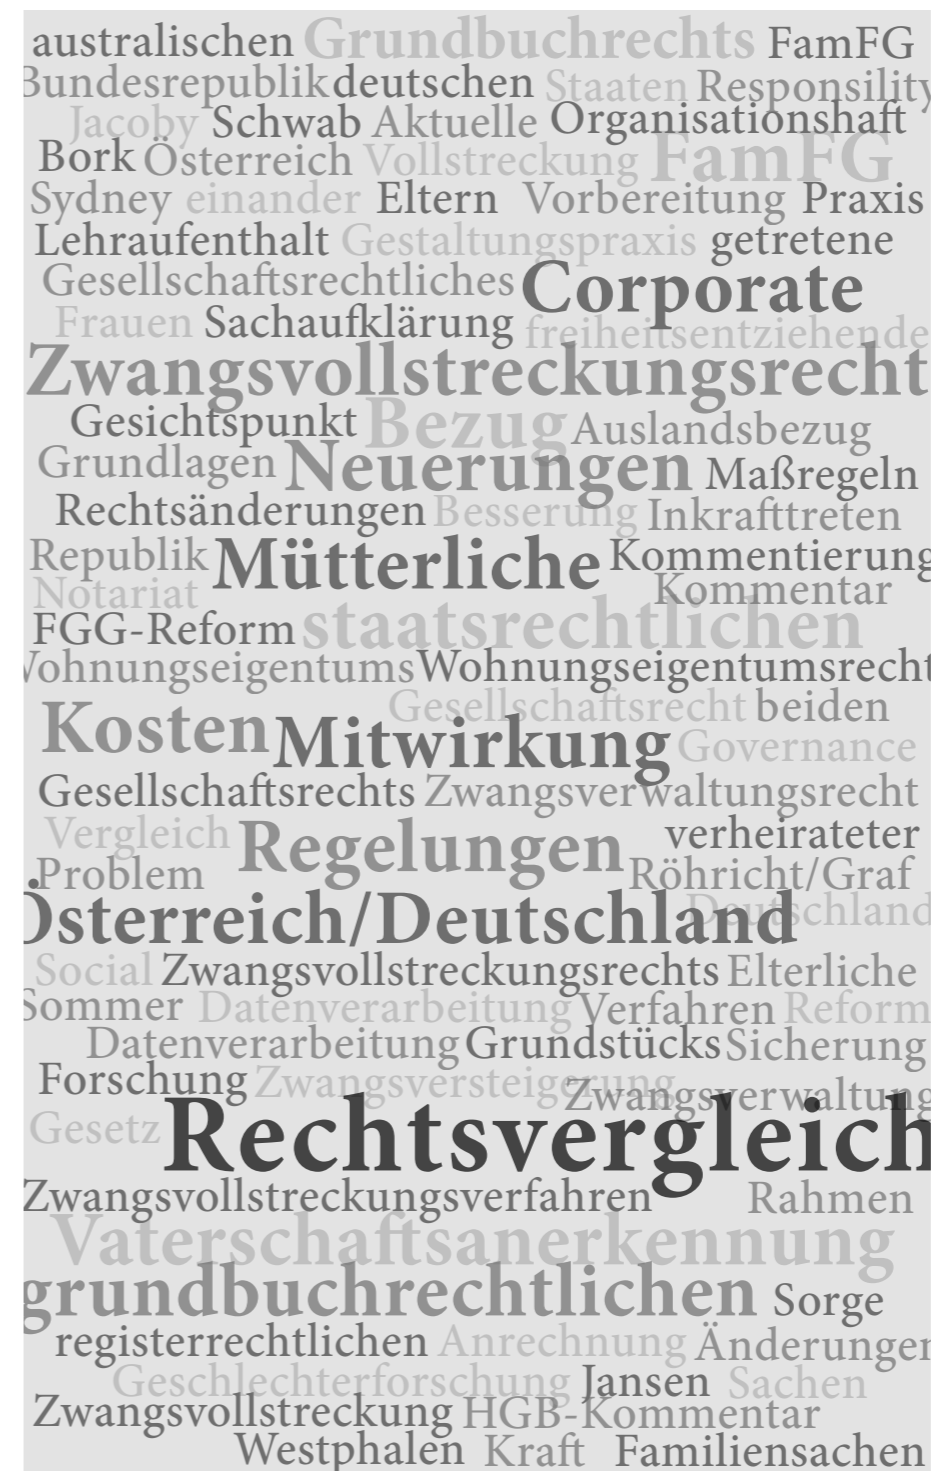 australischen Grundbuchrechts FamFG
Bundesrepublik deutschen Staaten Responsility
Jacoby Schwab Aktuelle Organisationshaft
Bork Österreich Vollstreckung FamFG
Sydney einander Eltern Vorbereitung Praxis
Lehraufenthalt Gestaltungspraxis getretene
Gesellschaftsrechtliches Corporate
Frauen Sachaufklärung freiheitsentziehende
Zwangsvollstreckungsrecht
Gesichtspunkt Bezug Auslandsbezug
Grundlagen Neuerungen Maßregeln
Rechtsänderungen Besserung Inkrafttreten
Republik Mütterliche Kommentierung
Notariat Kommentar
FGG-Reform staatsrechtlichen
Wohnungseigentums Wohnungseigentumsrecht
Gesellschaftsrecht beiden
Kosten Mitwirkung Governance
Gesellschaftsrechts Zwangsverwaltungsrecht
Vergleich Regelungen verheirateter
Problem Röhricht/Graf
Österreich/Deutschland Deutschland
Social Zwangsvollstreckungsrechts Elterliche
Sommer Datenverarbeitung Verfahren Reform
Datenverarbeitung Grundstücks Sicherung
Forschung Zwangsversteigerung Zwangsverwaltung
Gesetz Rechtsvergleich
Zwangsvollstreckungsverfahren Rahmen
Vaterschaftsanerkennung
grundbuchrechtlichen Sorge
registerrechtlichen Anrechnung Änderungen
Geschlechterforschung Jansen Sachen
Zwangsvollstreckung HGB-Kommentar
Westphalen Kraft Familiensachen